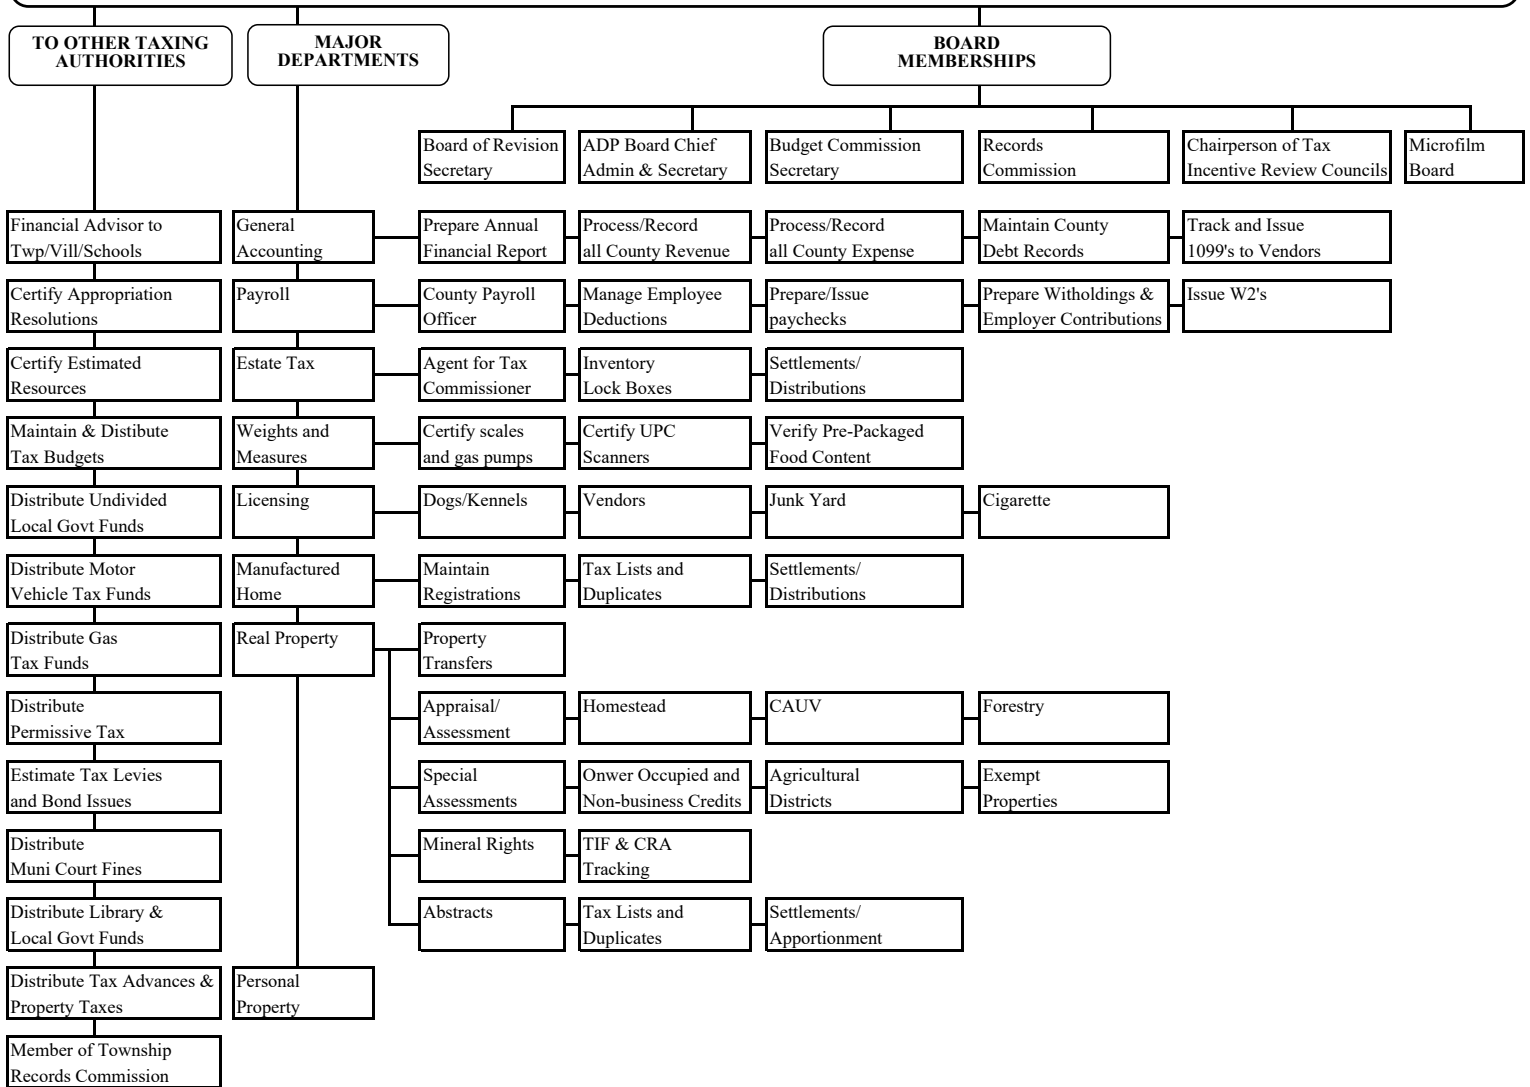 TO OTHER TAXING
AUTHORITIES
MAJOR
DEPARTMENTS
BOARD
MEMBERSHIPS
Board of Revision
Secretary
ADP Board Chief
Admin & Secretary
Budget Commission
Secretary
Records
Commission
Chairperson of Tax
Incentive Review Councils
Microfilm
Board
Financial Advisor to
Twp/Vill/Schools
General
Accounting
Prepare Annual
Financial Report
Process/Record
all County Revenue
Process/Record
all County Expense
Maintain County
Debt Records
Track and Issue
1099's to Vendors
Certify Appropriation
Resolutions
Payroll
County Payroll
Officer
Manage Employee
Deductions
Prepare/Issue
paychecks
Prepare Witholdings &
Employer Contributions
Issue W2's
Certify Estimated
Resources
Estate Tax
Agent for Tax
Commissioner
Inventory
Lock Boxes
Settlements/
Distributions
Maintain & Distibute
Tax Budgets
Weights and
Measures
Certify scales
and gas pumps
Certify UPC
Scanners
Verify Pre-Packaged
Food Content
Distribute Undivided
Local Govt Funds
Licensing
Dogs/Kennels
Vendors
Junk Yard
Cigarette
Distribute Motor
Vehicle Tax Funds
Manufactured
Home
Maintain
Registrations
Tax Lists and
Duplicates
Settlements/
Distributions
Distribute Gas
Tax Funds
Real Property
Property
Transfers
Distribute
Permissive Tax
Appraisal/
Assessment
Homestead
CAUV
Forestry
Estimate Tax Levies
and Bond Issues
Special
Assessments
Onwer Occupied and
Non-business Credits
Agricultural
Districts
Exempt
Properties
Distribute
Muni Court Fines
Mineral Rights
TIF & CRA
Tracking
Distribute Library &
Local Govt Funds
Abstracts
Tax Lists and
Duplicates
Settlements/
Apportionment
Distribute Tax Advances &
Property Taxes
Personal
Property
Member of Township
Records Commission